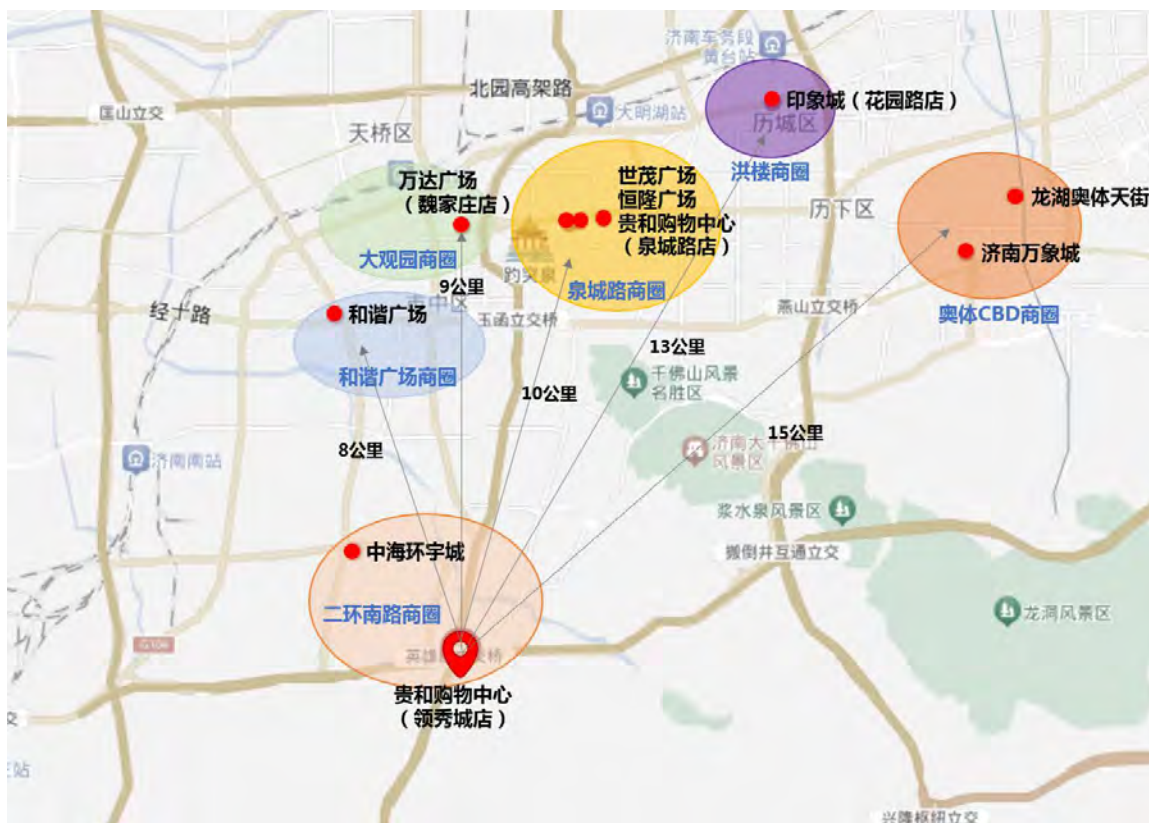 济南车务段
黄台站
北园高架路
匡山立交
大明湖站
印象城（花园路店）
历城区
天桥区
洪楼商圈
万达广场
（魏家庄店）
世茂广场
恒隆广场
贵和购物中心
（泉城路店）
龙湖奥体天街
历下区
大观园商圈
趵突泉
济南万象城
9公里
市中区
泉城路商圈
经十路
和谐广场
玉函立交桥
燕山立交桥
奥体CBD商圈
13公里
和谐广场商圈
千佛山风景
名胜区
10公里
15公里
8公里
济南南站
济南大千佛山
风景区
浆水泉风景区
中海环宇城
搬倒井互通立交
二环南路商圈
龙洞风景区
英雄
交桥
贵和购物中心
（领秀城店）
交
站
兴隆枢纽立交